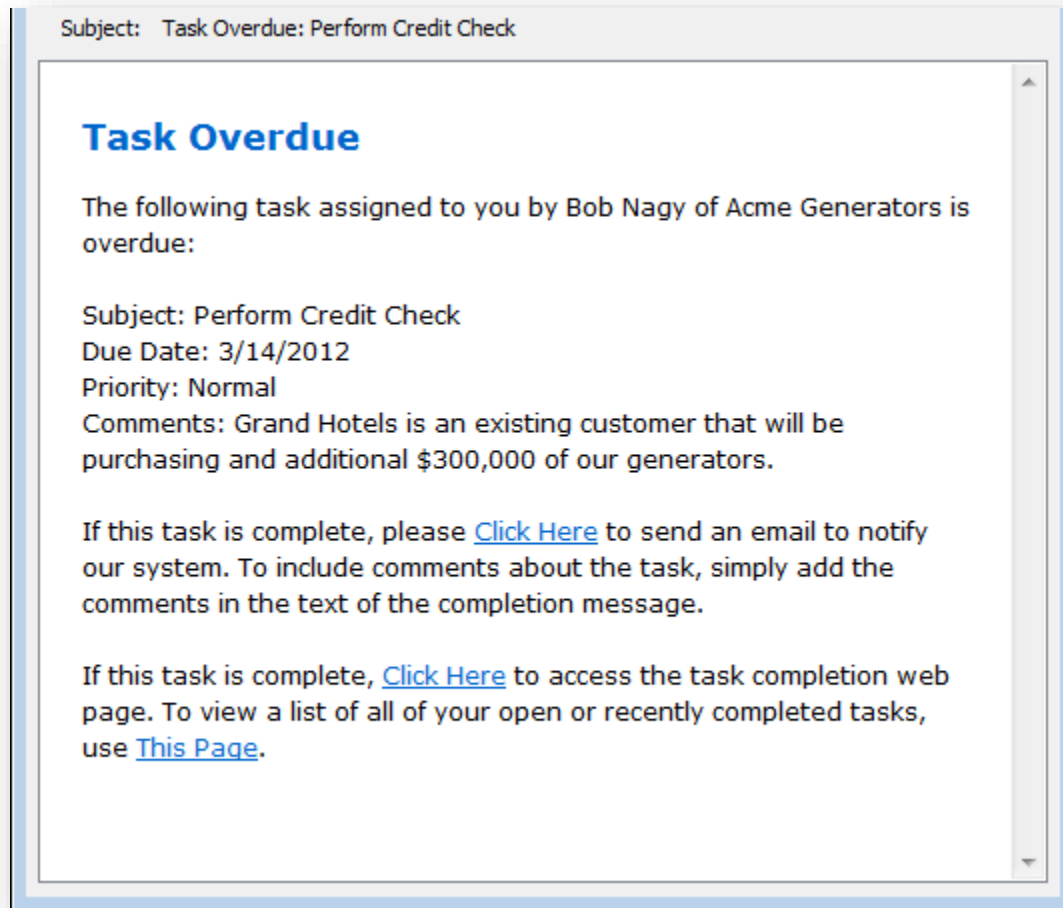 Subject: Task Overdue: Perform Credit Check
Task Overdue
The following task assigned to you by Bob Nagy of Acme Generators is
overdue:
Subject: Perform Credit Check
Due Date: 3/14/2012
Priority: Normal
Comments: Grand Hotels is an existing customer that will be
purchasing and additional $300,000 of our generators.
If this task is complete, please Click Here to send an email to notify
our system. To include comments about the task, simply add the
comments in the text of the completion message.
If this task is complete, Click Here to access the task completion web
page. To view a list of all of your open or recently completed tasks,
use This Page.